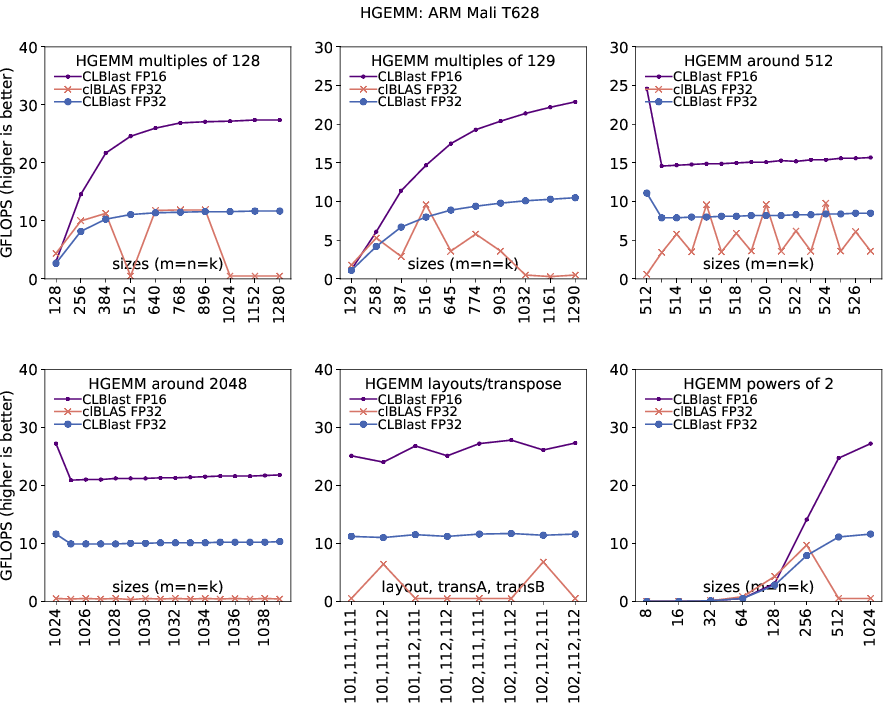 HGEMM: ARM Mali T628
GFLOPS (higher is better)
HGEMM multiples of 128
CLBlast FP16
clBLAS FP32
CLBlast FP32
40
30
20
10
0
sizes (m=n=k)
128 256 384 512 640 768 896 1024 1152 1280
HGEMM multiples of 129
CLBlast FP16
clBLAS FP32
CLBlast FP32
30
25
20
15
10
5
0
sizes (m=n=k)
129 258 387 516 645 774 903 1032 1161 1290
HGEMM around 512
CLBlast FP16
clBLAS FP32
CLBlast FP32
30
25
20
15
10
5
0
sizes (m=n=k)
512 514 516 518 520 522 524 526
GFLOPS (higher is better)
HGEMM around 2048
CLBlast FP16
clBLAS FP32
CLBlast FP32
40
30
20
10
0
sizes (m=n=k)
1024 1026 1028 1030 1032 1034 1036 1038
HGEMM layouts/transpose
CLBlast FP16
clBLAS FP32
CLBlast FP32
40
30
20
10
0
layout, transA, transB
101,111,111 101,111,112 101,112,111 101,112,112 102,111,111 102,111,112 102,112,111 102,112,112
HGEMM powers of 2
CLBlast FP16
clBLAS FP32
CLBlast FP32
40
30
20
10
0
sizes (m=n=k)
8 16 32 64 128 256 512 1024